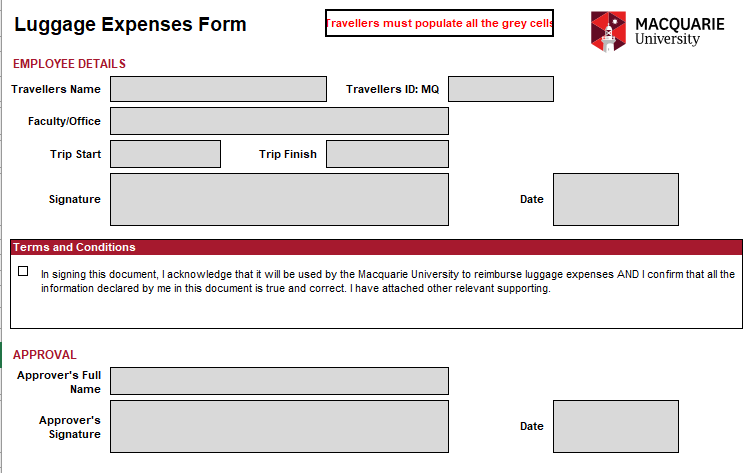 Luggage Expenses Form
Travellers must populate all the grey cells
MACQUARIE
University
EMPLOYEE DETAILS
Travellers Name
Travellers ID: MQ
Faculty/Office
Trip Start
Trip Finish
Signature
Date
Terms and Conditions
In signing this document, I acknowledge that it will be used by the Macquarie University to reimburse luggage expenses AND I confirm that all the
information declared by me in this document is true and correct. I have attached other relevant supporting.
APPROVAL
Approver's Full
Name
Approver's
Signature
Date